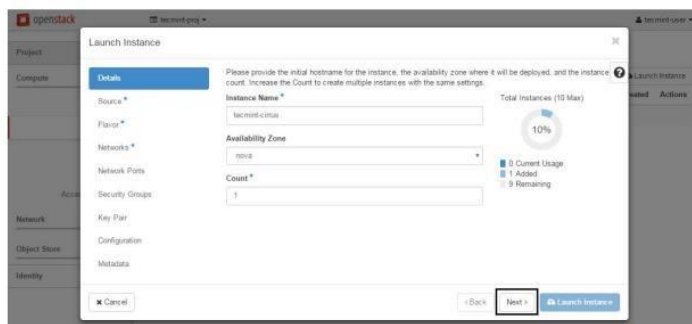 openstack
tecmint-proj
tecmint-user
Project
Compute
Network
Object Store
Identity
Launch Instance
Created Actions
Launch Instance
Details
Source *
Flavor *
Networks *
Network Ports
Security Groups
Key Pair
Configuration
Metadata
Please provide the initial hostname for the instance, the availability zone where it will be deployed, and the instance
count. Increase the Count to create multiple instances with the same settings.
Instance Name *
tecmint-cirrus
Availability Zone
nova
Count *
1
Total Instances (10 Max)
10%
0 Current Usage
1 Added
9 Remaining
× Cancel
< Back
Next >
Launch Instance